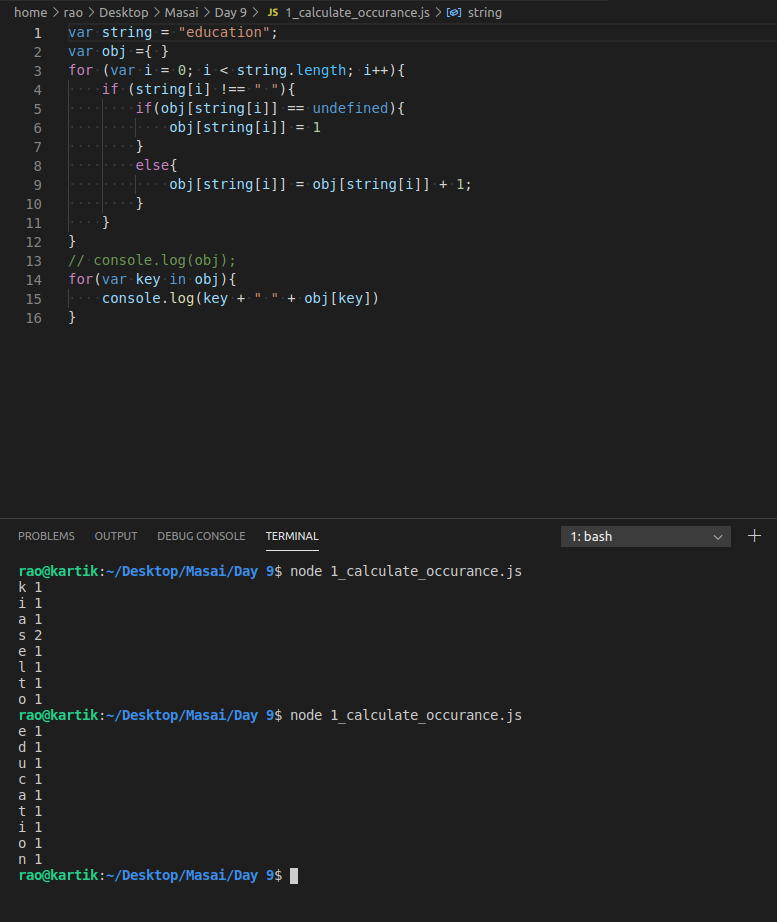 home > rao > Desktop > Masai > Day 9 > JS 1_calculate_occurance.js > string
1 var string = "education";
2 var obj ={ }
3 for (var i = 0; i < string.length; i++){
4     if (string[i] !== " "){
5         if(obj[string[i]] == undefined){
6             obj[string[i]] = 1
7         }
8         else{
9             obj[string[i]] = obj[string[i]] + 1;
10         }
11     }
12 }
13 // console.log(obj);
14 for(var key in obj){
15     console.log(key + " " + obj[key])
16 }
PROBLEMS OUTPUT DEBUG CONSOLE TERMINAL 1: bash
rao@kartik:~/Desktop/Masai/Day 9$ node 1_calculate_occurance.js
k 1
i 1
a 1
s 2
e 1
l 1
t 1
o 1
rao@kartik:~/Desktop/Masai/Day 9$ node 1_calculate_occurance.js
e 1
d 1
u 1
c 1
a 1
t 1
i 1
o 1
n 1
rao@kartik:~/Desktop/Masai/Day 9$